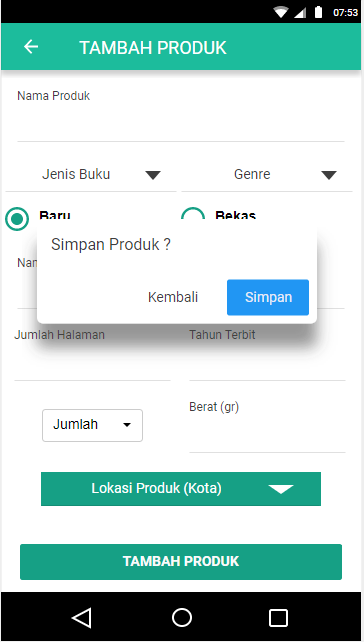 07:53
TAMBAH PRODUK
Nama Produk
Jenis Buku Genre
Baru Bekas
Simpan Produk ?
Kembali Simpan
Jumlah Halaman Tahun Terbit
Jumlah
Berat (gr)
Lokasi Produk (Kota)
TAMBAH PRODUK